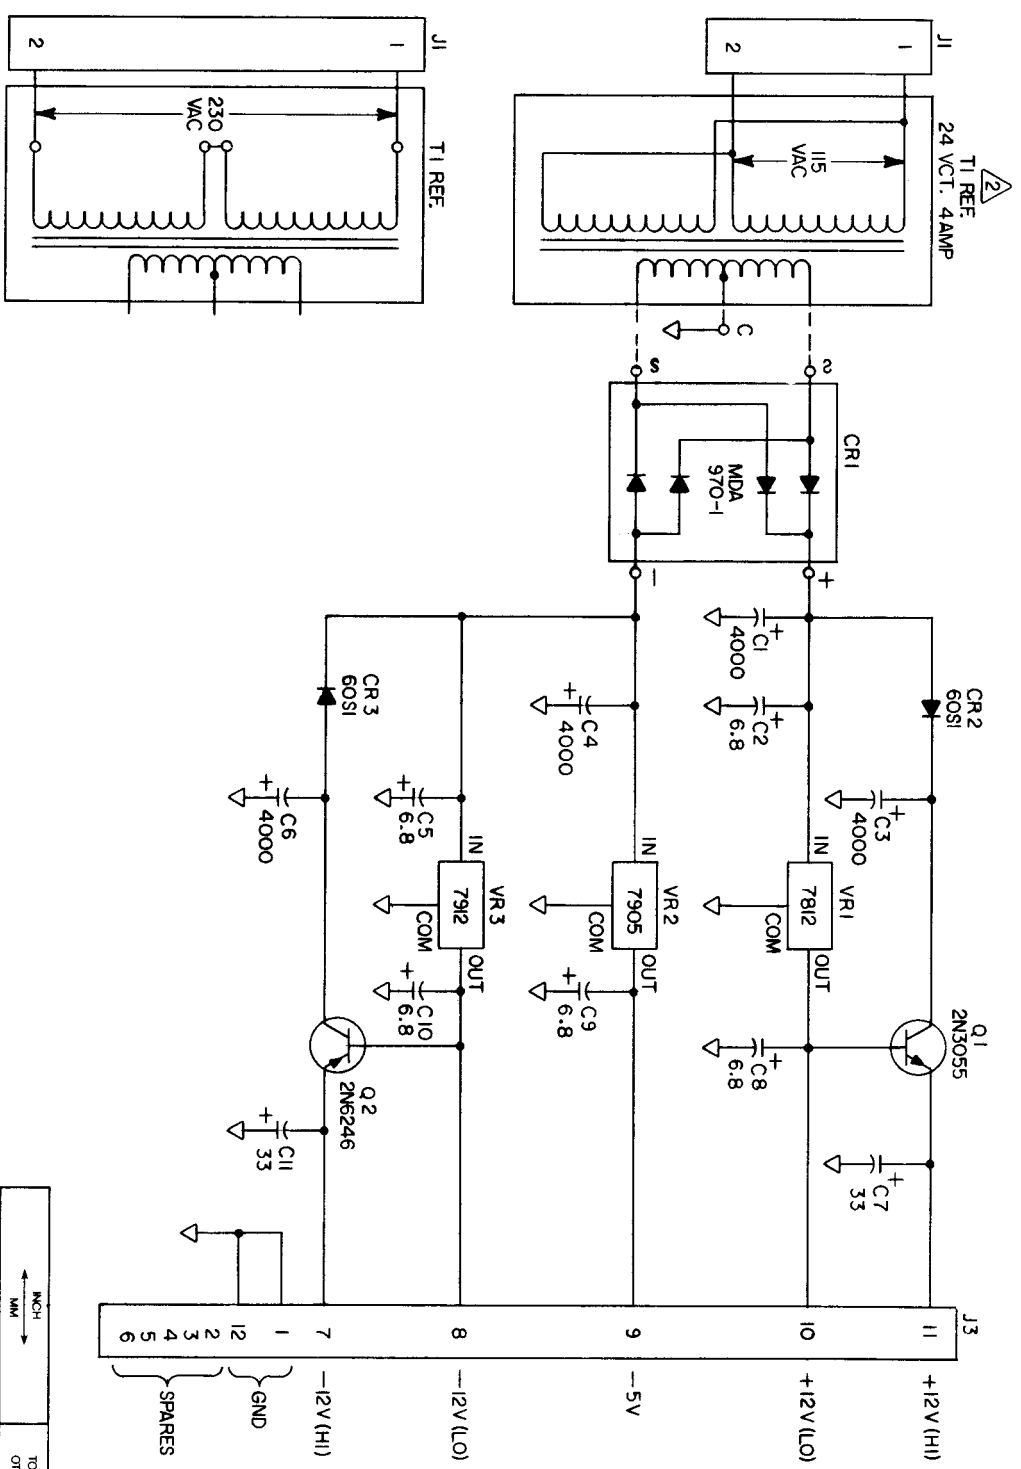 J1
1
2
115
VAC
2
T1 REF.
24 VCT. 4AMP
J1
1
2
230
VAC
T1 REF.
C
S
S
CR1
MDA
970-1
+
-
C1
4000
C2
6.8
CR2
60S1
C3
4000
IN
VR1
7812
COM
OUT
C8
6.8
Q1
2N3055
C7
33
C4
4000
IN
VR2
7905
COM
OUT
C9
6.8
C5
6.8
IN
VR3
7912
COM
OUT
C10
6.8
CR3
60S1
C6
4000
Q2
2N6246
C11
33
J3
11
10
9
8
7
1
12
2
3
4
5
6
+12V (HI)
+12V (LO)
-5V
-12V (LO)
-12V (HI)
GND
SPARES
INCH
MM